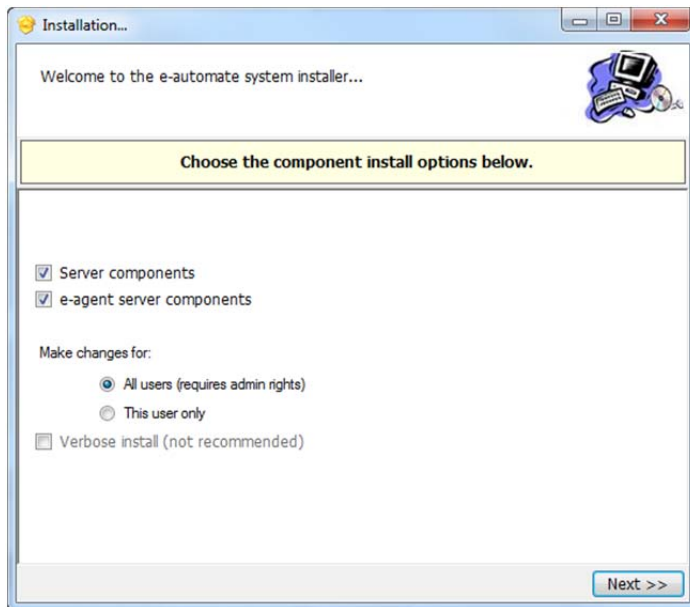 Installation...
Welcome to the e-automate system installer...
Choose the component install options below.
Server components
e-agent server components
Make changes for:
All users (requires admin rights)
This user only
Verbose install (not recommended)
Next >>